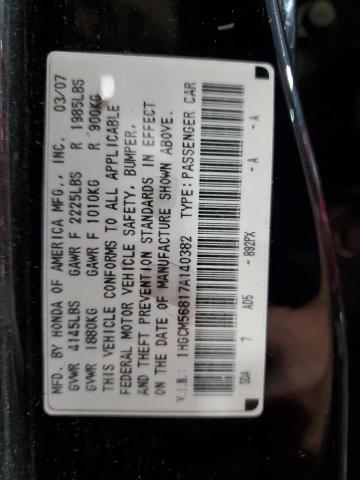 MFD. BY HONDA OF AMERICA MFG., INC. 03/07
GVWR 4145LBS GAWR F 2225LBS R 1985LBS
GVWR 1880KG GAWR F 1010KG R 900KG
THIS VEHICLE CONFORMS TO ALL APPLICABLE
FEDERAL MOTOR VEHICLE SAFETY, BUMPER,
AND THEFT PREVENTION STANDARDS IN EFFECT
ON THE DATE OF MANUFACTURE SHOWN ABOVE.
V.I.N.: 1HGCM56817A140382 TYPE: PASSENGER CAR
SDA 7 AD5 - B92PX - A - A